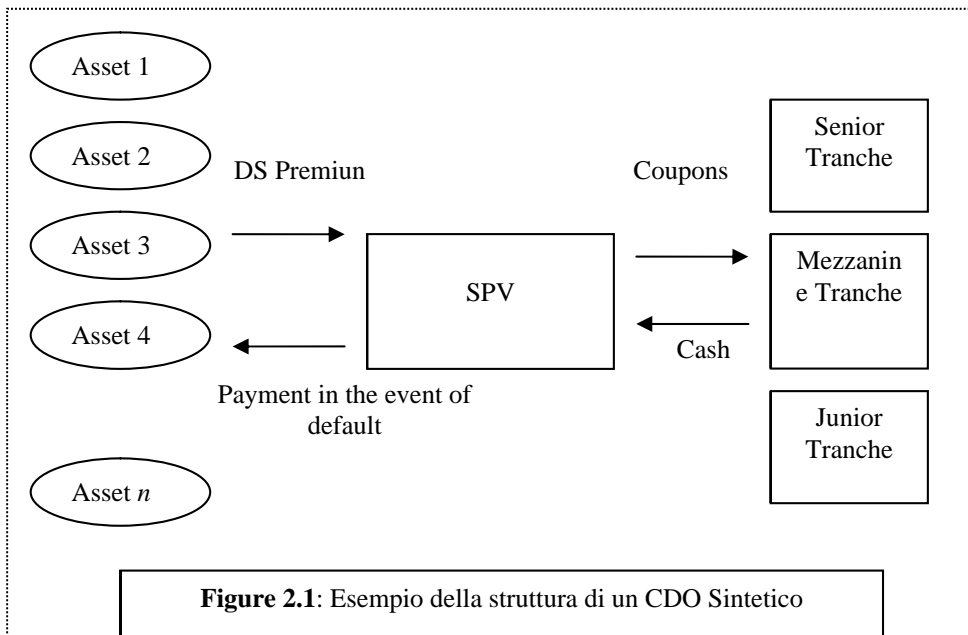 Asset 1
Asset 2
Asset 3
Asset 4
Asset n
DS Premiun
Payment in the event of
default
SPV
Coupons
Cash
Senior
Tranche
Mezzanin
e Tranche
Junior
Tranche
Figure 2.1: Esempio della struttura di un CDO Sintetico